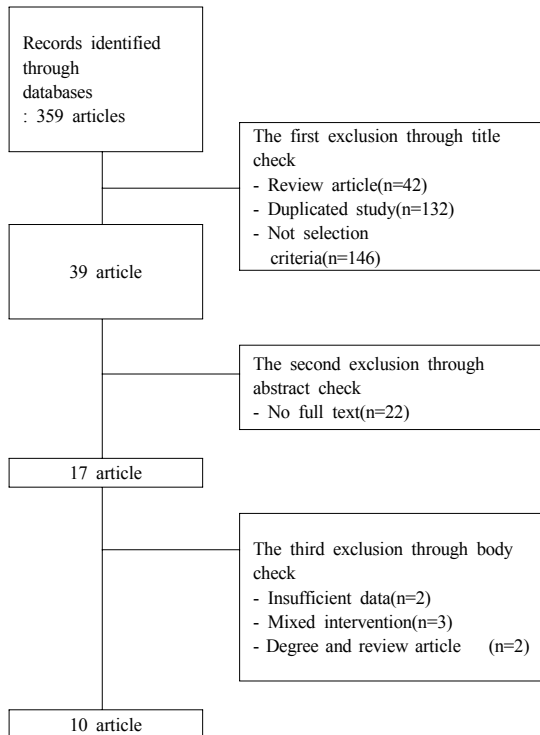 Records identified
through
databases
: 359 articles
The first exclusion through title
check
- Review article(n=42)
- Duplicated study(n=132)
- Not selection
criteria(n=146)
39 article
The second exclusion through
abstract check
- No full text(n=22)
17 article
The third exclusion through body
check
- Insufficient data(n=2)
- Mixed intervention(n=3)
- Degree and review article (n=2)
10 article